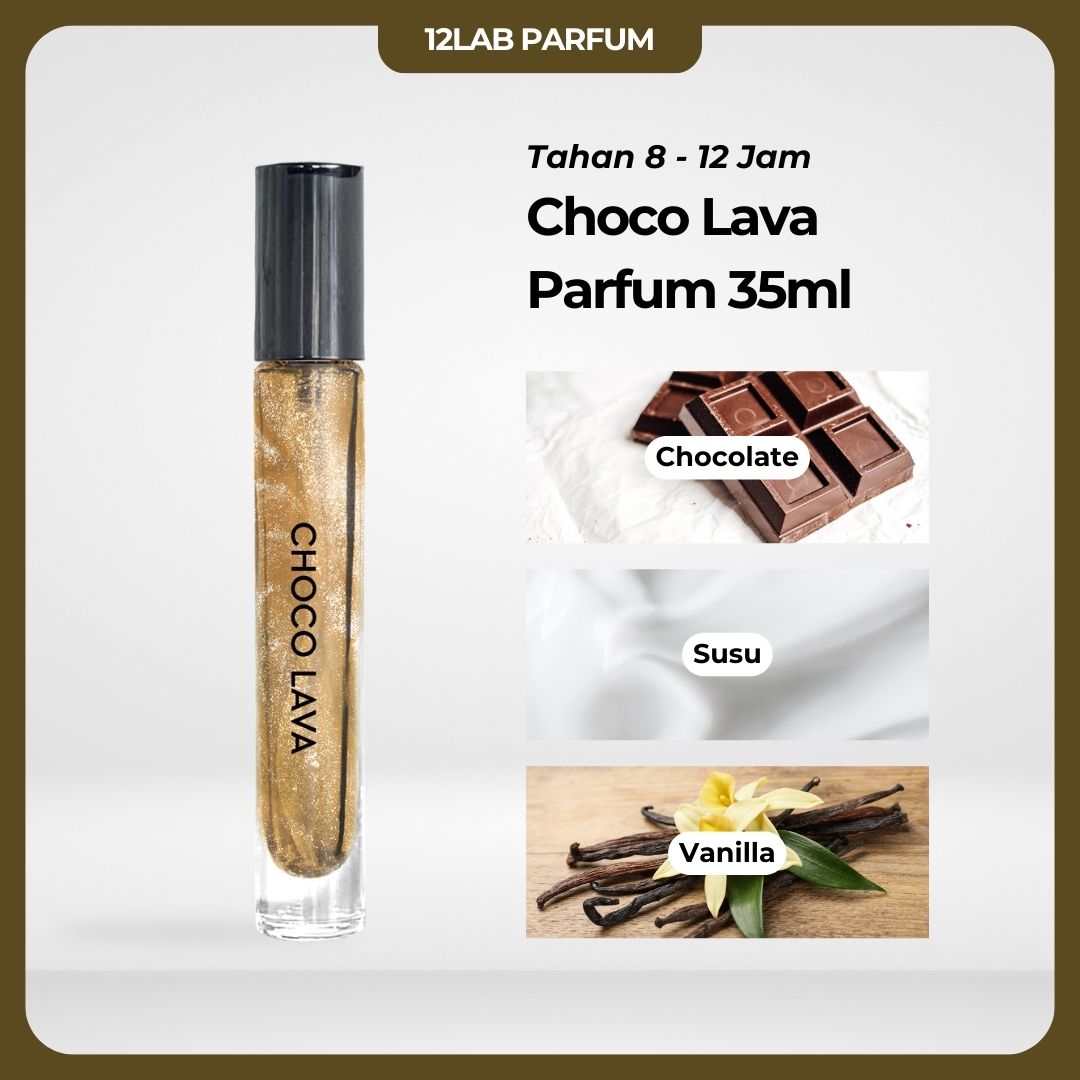 12LAB PARFUM
Tahan 8 - 12 Jam
Choco Lava
Parfum 35ml
Chocolate
CHOCO LAVA
Susu
Vanilla